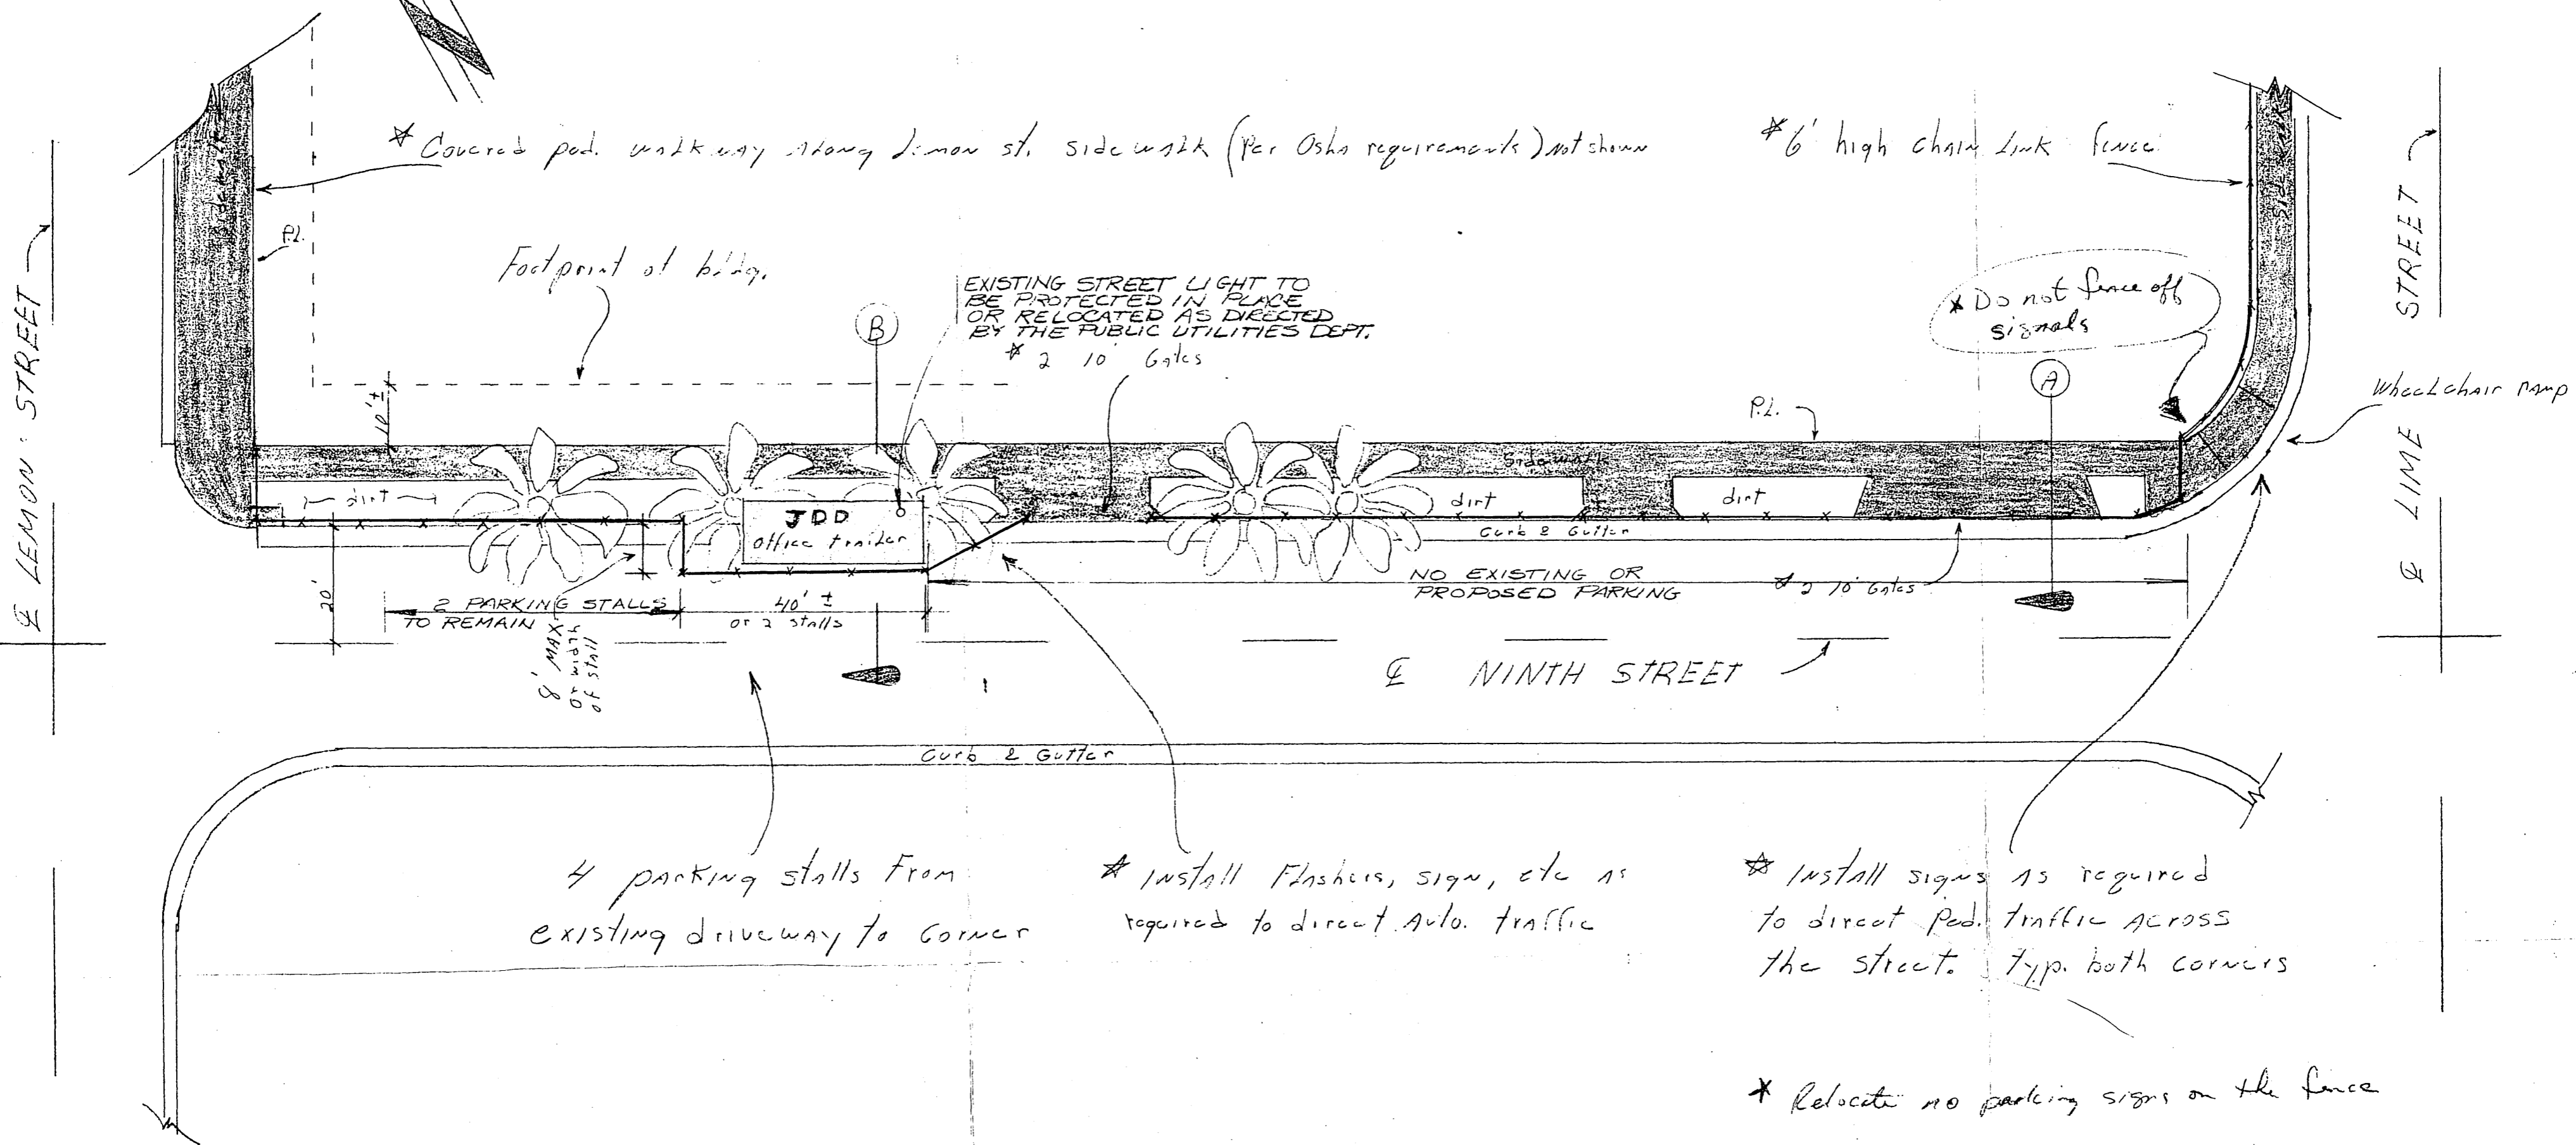 * Covered ped. walkway along Lemon st. sidewalk (Per Osha requirements) not shown
* 6' high chain Link fence
Sidewalk
Sidewalk
P.L.
Footprint of bldg.
EXISTING STREET LIGHT TO
BE PROTECTED IN PLACE
OR RELOCATED AS DIRECTED
BY THE PUBLIC UTILITIES DEPT.
* 2 10' Gates
B
* Do not fence off
signals
A
Wheelchair ramp
℄ LEMON STREET
℄ LIME STREET
10' ±
P.L.
Sidewalk
dirt
dirt
dirt
JDD
office trailer
Curb & Gutter
20'
2 PARKING STALLS
TO REMAIN
40' ±
or 2 stalls
8' MAX
or width
of stall
NO EXISTING OR
PROPOSED PARKING
* 2 10' Gates
℄ NINTH STREET
Curb & Gutter
4 parking stalls From
existing driveway to Corner
* Install Flashers, sign, etc as
required to direct Auto. traffic
* Install signs as required
to direct Ped. traffic Across
the street. typ. both corners
* Relocate no parking signs on the fence